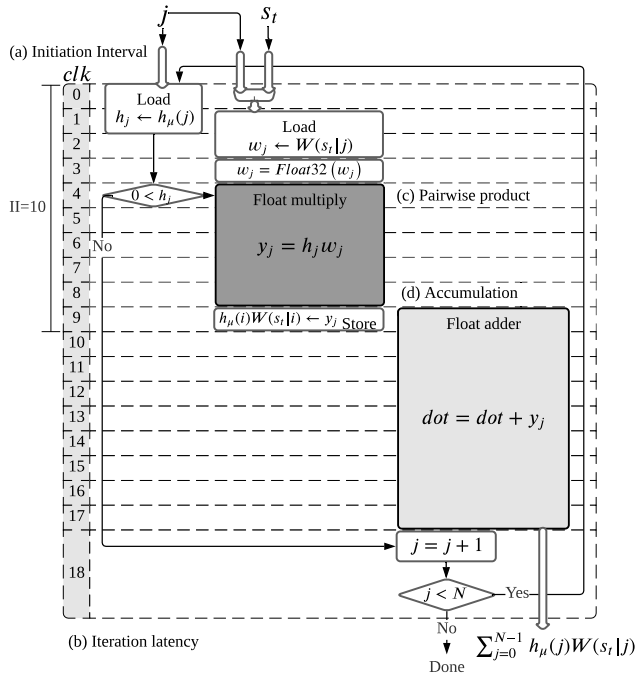 j
s_t
(a) Initiation Interval
clk
0
Load
h_j ← h_μ(j)
1
Load
w_j ← W(s_t|j)
2
3
w_j = Float32 (w_j)
4
0 < h_j
Float multiply
(c) Pairwise product
II=10
5
No
6
y_j = h_j w_j
7
8
(d) Accumulation
9
h_μ(i)W(s_t|i) ← y_j Store
Float adder
10
11
12
13
dot = dot + y_j
14
15
16
17
j = j + 1
18
j < N
Yes
No
(b) Iteration latency
∑_{j=0}^{N−1} h_μ(j)W(s_t|j)
Done